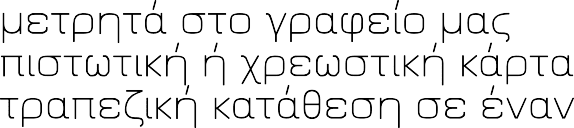 μετρητά στο γραφείο μας
πιστωτική ή χρεωστική κάρτα
τραπεζική κατάθεση σε έναν